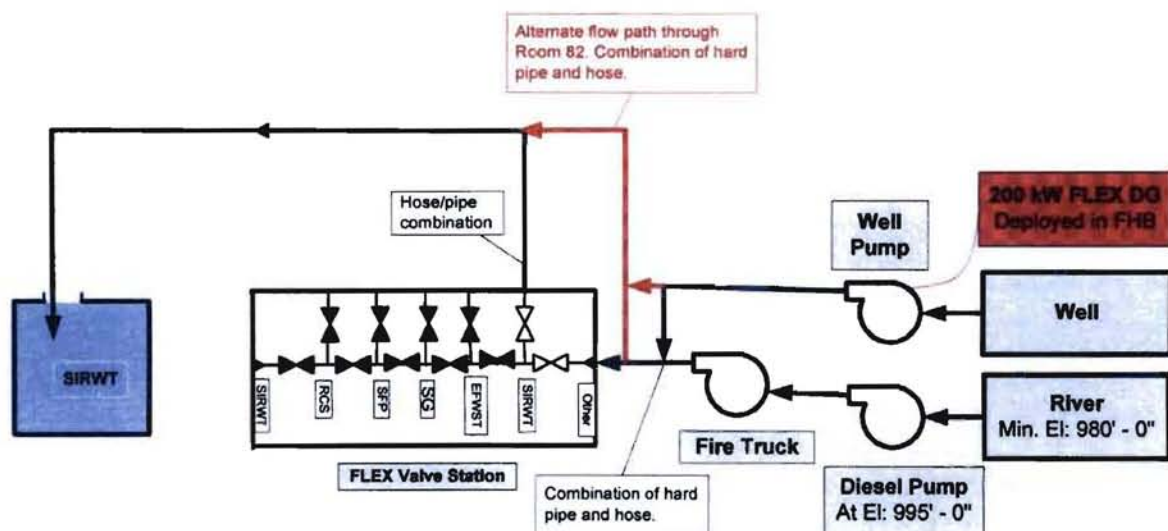 Alternate flow path through
Room 82. Combination of hard
pipe and hose.
Hose/pipe
combination
200 kW FLEX DG
Deployed in FHB
Well
Pump
Well
SIRWT
SIRWT
RCS
SFP
SG
EFWST
SIRWT
Other
River
Min. El: 980' - 0"
Fire Truck
FLEX Valve Station
Combination of hard
pipe and hose.
Diesel Pump
At El: 995' - 0"